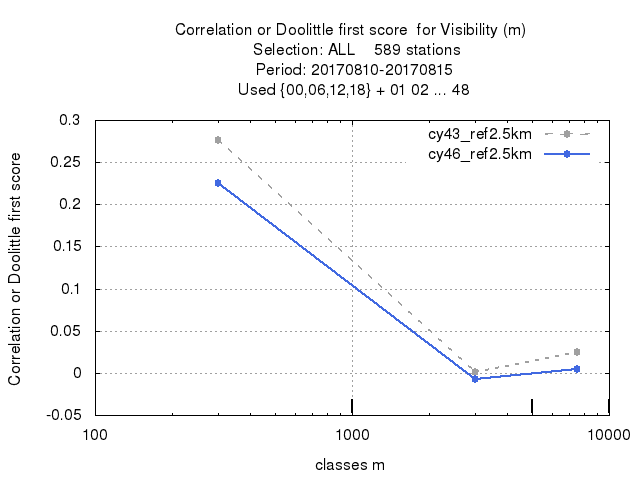 Correlation or Doolittle first score  for Visibility (m)
Selection: ALL    589 stations
Period: 20170810-20170815
Used {00,06,12,18} + 01 02 ... 48
Correlation or Doolittle first score
0.3
0.25
0.2
0.15
0.1
0.05
0
-0.05
cy43_ref2.5km
cy46_ref2.5km
100 1000 10000
classes m